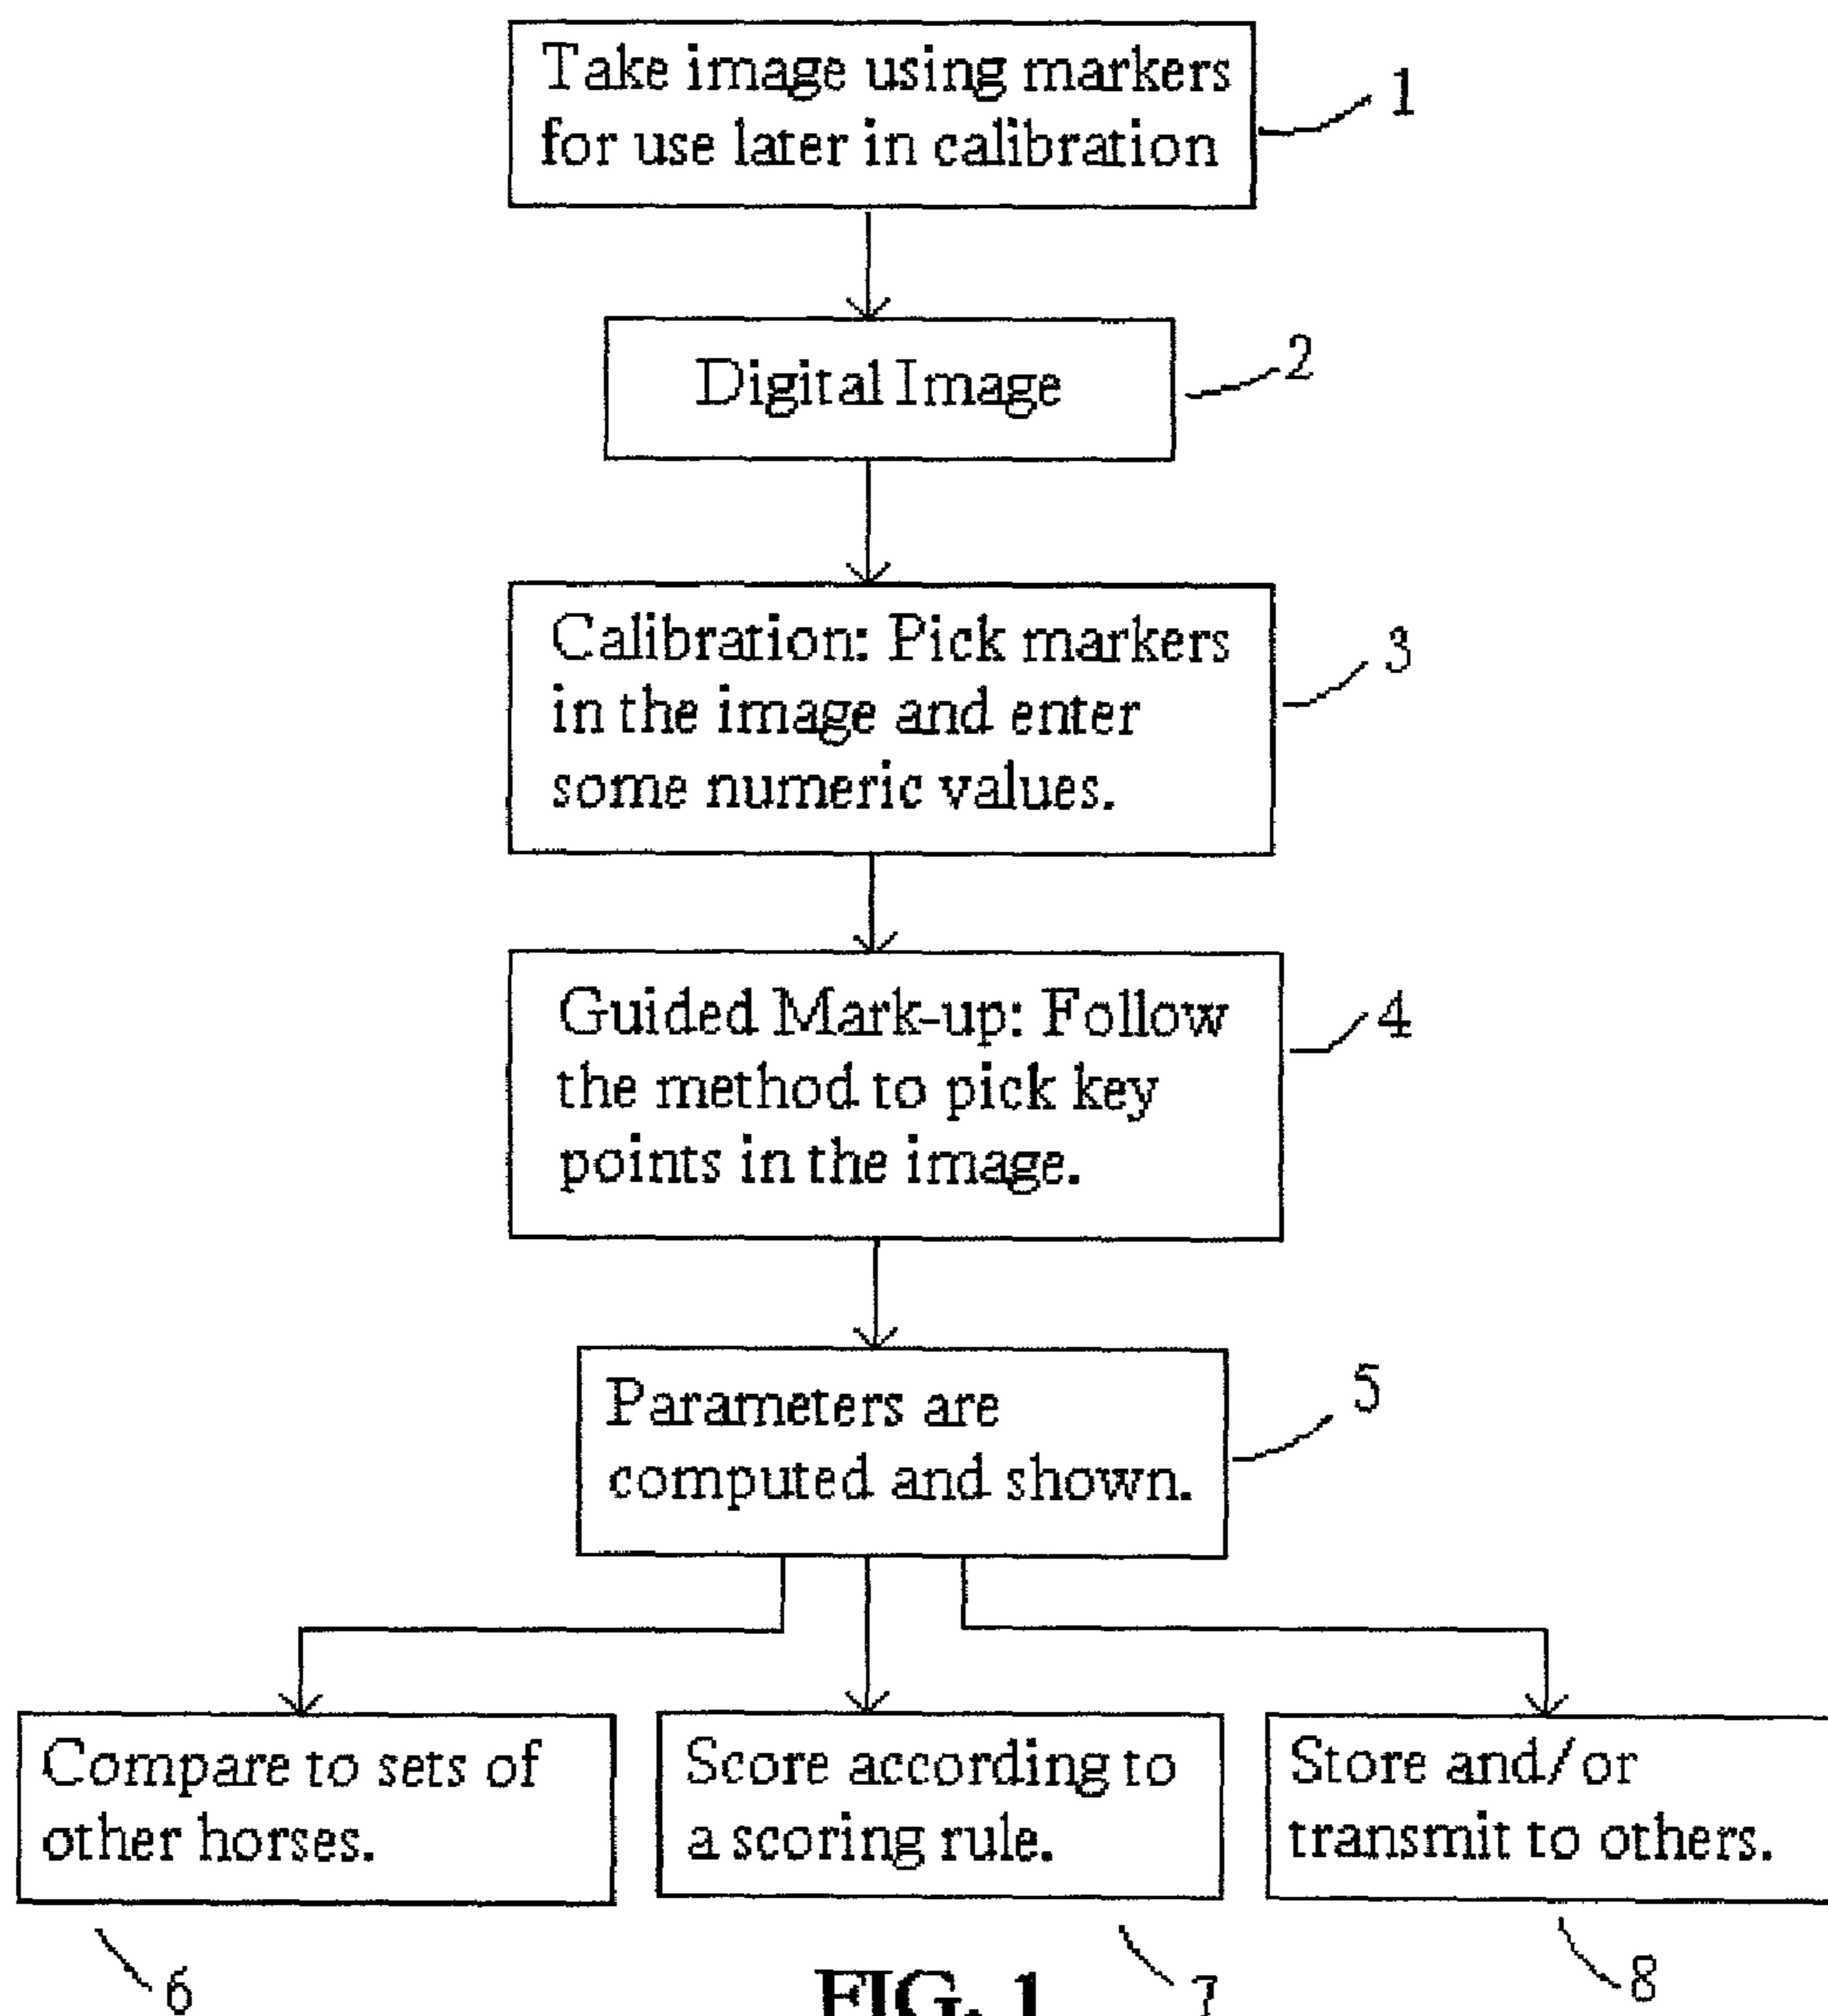 Take image using markers
for use later in calibration
1
Digital Image
2
Calibration: Pick markers
in the image and enter
some numeric values.
3
Guided Mark-up: Follow
the method to pick key
points in the image.
4
Parameters are
computed and shown.
5
Compare to sets of
other horses.
6
Score according to
a scoring rule.
7
Store and/or
transmit to others.
8
FIG. 1